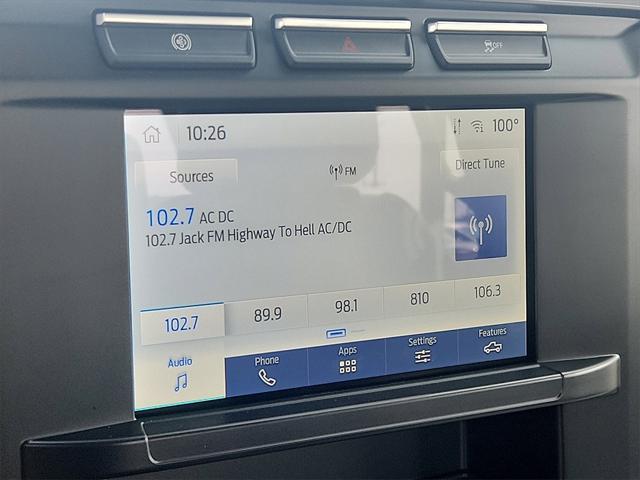 OFF
10:26
100°
Sources
FM
Direct Tune
102.7 AC DC
102.7 Jack FM Highway To Hell AC/DC
102.7
89.9
98.1
810
106.3
Audio
Phone
Apps
Settings
Features